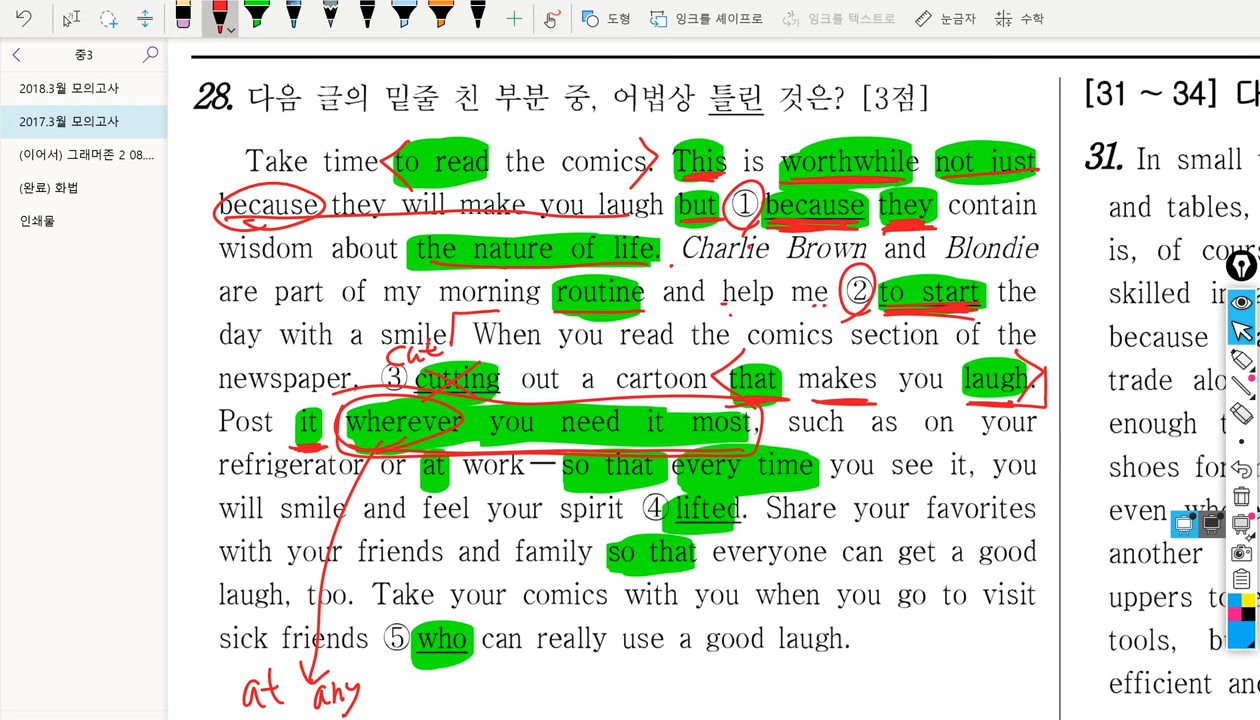 도형 잉크를 셰이프로 잉크를 텍스트로 눈금자 수학
중3
2018.3월 모의고사
2017.3월 모의고사
(이어서) 그래머존 2 08....
(완료) 화법
인쇄물
28. 다음 글의 밑줄 친 부분 중, 어법상 틀린 것은? [3점]
Take time to read the comics. This is worthwhile not just
because they will make you laugh but ① because they contain
wisdom about the nature of life. Charlie Brown and Blondie
are part of my morning routine and help me ② to start the
day with a smile. When you read the comics section of the
cut
newspaper, ③ cutting out a cartoon that makes you laugh.
Post it wherever you need it most, such as on your
refrigerator or at work—so that every time you see it, you
will smile and feel your spirit ④ lifted. Share your favorites
with your friends and family so that everyone can get a good
laugh, too. Take your comics with you when you go to visit
sick friends ⑤ who can really use a good laugh.
at any
[31 ~ 34] 다
31. In small
and tables,
is, of cou
skilled in
because
trade alo
enough t
shoes for
even whe
another
uppers to
tools, b
efficient and